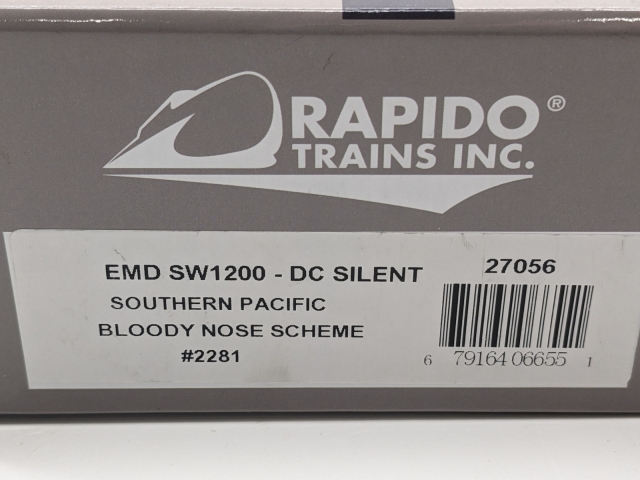 RAPIDO®
TRAINS INC.
EMD SW1200 - DC SILENT
27056
SOUTHERN PACIFIC
BLOODY NOSE SCHEME
#2281
6 79164 06655 1